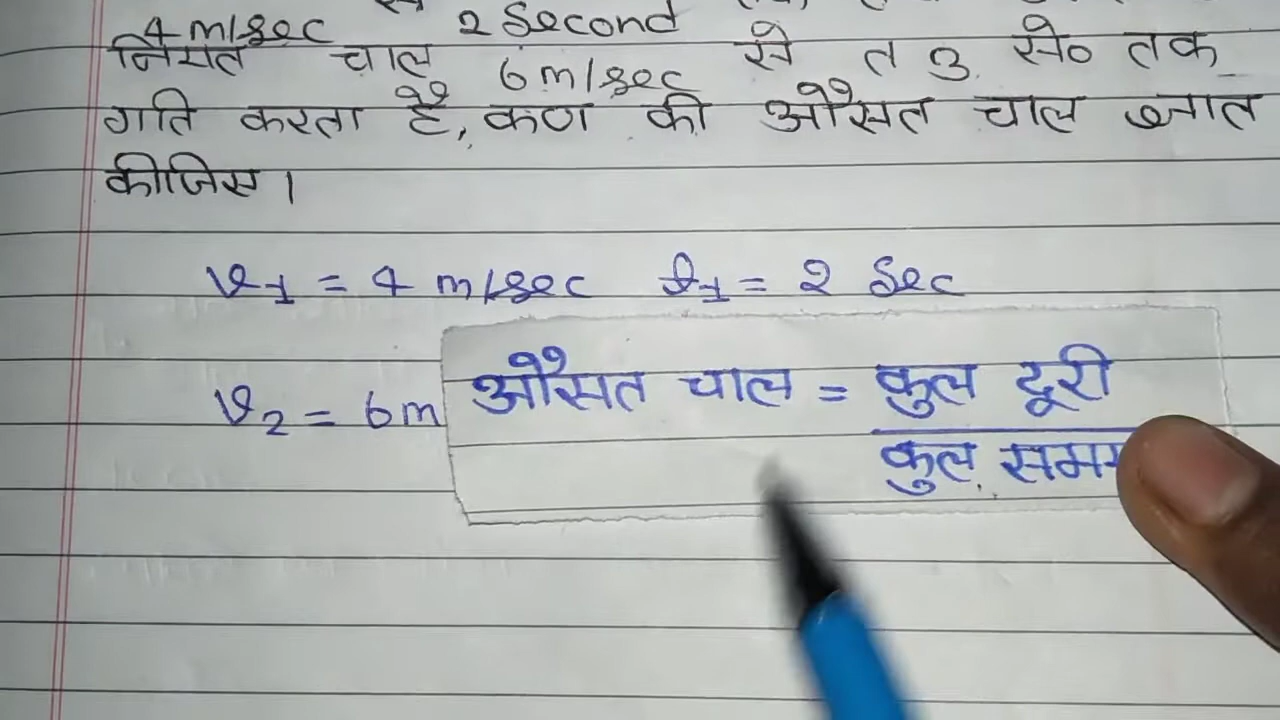 4 m/sec 2 Second
नियत चाल 6 m/sec से त 3 से० तक
गति करता है, कण की औसत चाल ज्ञात
कीजिए।
v1 = 4 m/sec t1 = 2 Sec
v2 = 6m
औसत चाल = कुल दूरी
कुल समय